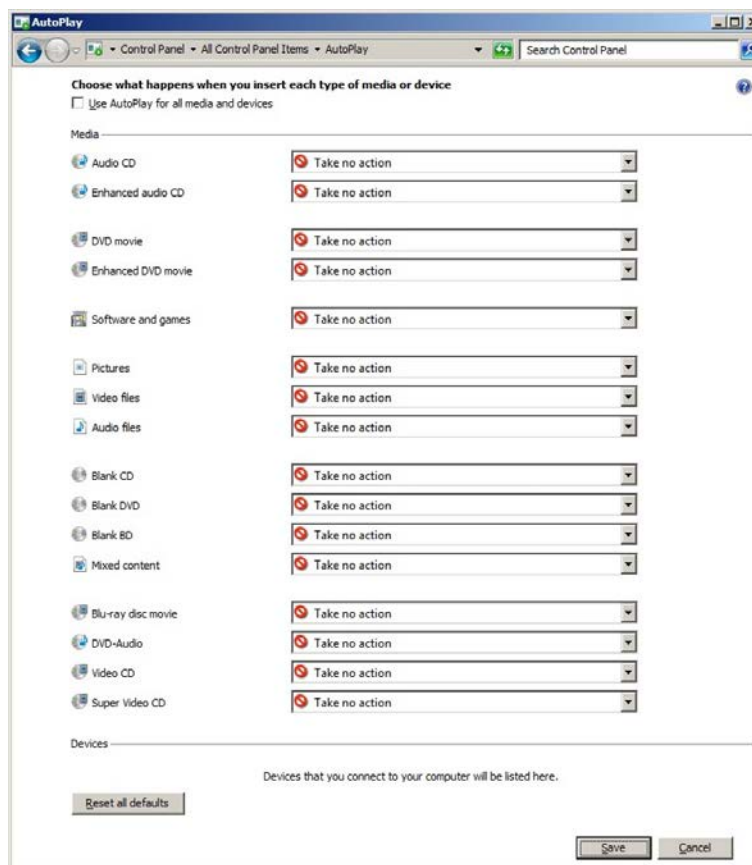 AutoPlay
Control Panel • All Control Panel Items • AutoPlay
Search Control Panel
Choose what happens when you insert each type of media or device
Use AutoPlay for all media and devices
Media
Audio CD Take no action
Enhanced audio CD Take no action
DVD movie Take no action
Enhanced DVD movie Take no action
Software and games Take no action
Pictures Take no action
Video files Take no action
Audio files Take no action
Blank CD Take no action
Blank DVD Take no action
Blank BD Take no action
Mixed content Take no action
Blu-ray disc movie Take no action
DVD-Audio Take no action
Video CD Take no action
Super Video CD Take no action
Devices
Devices that you connect to your computer will be listed here.
Reset all defaults
Save Cancel